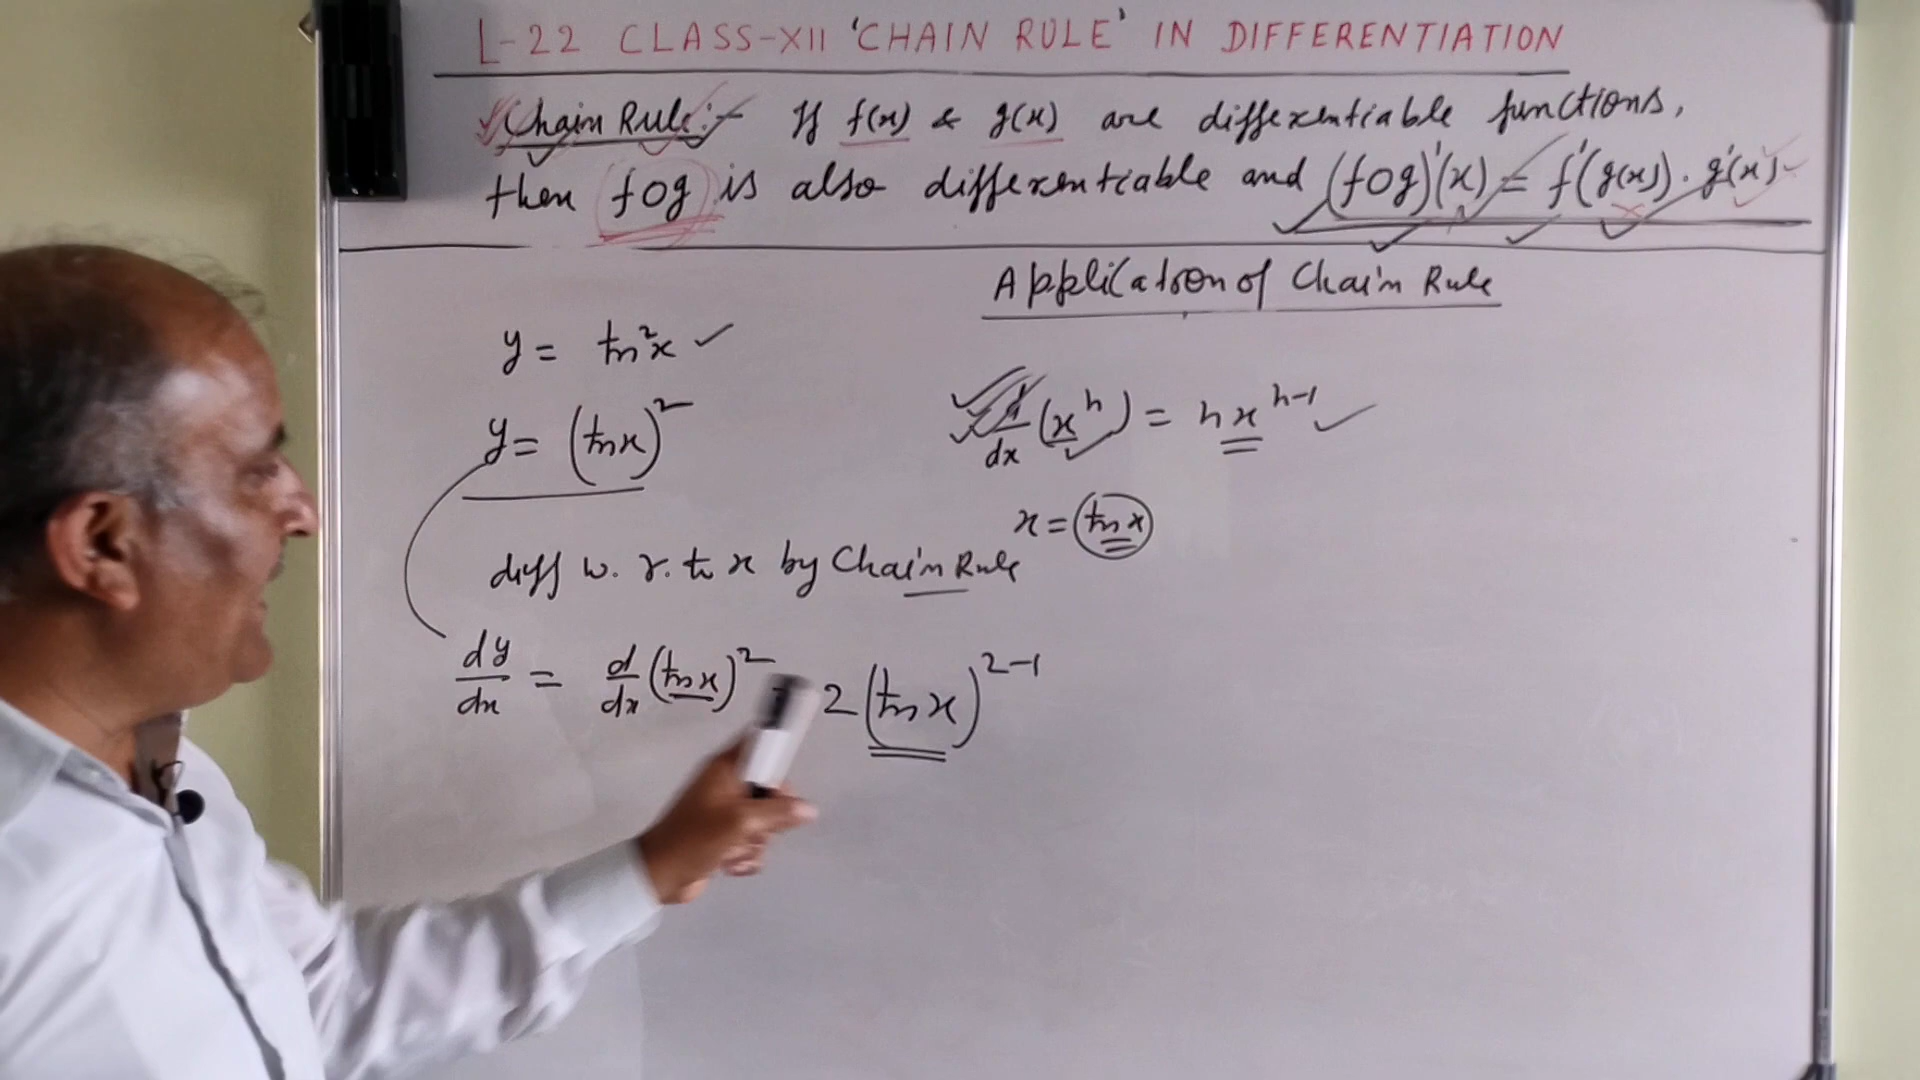 L-22 CLASS-XII 'CHAIN RULE' IN DIFFERENTIATION
Chain Rule:- If f(x) & g(x) are differentiable functions,
then fog is also differentiable and (fog)'(x) = f'(g(x)).g'(x)
Application of Chain Rule
y = tan²x
y = (tanx)²
d/dx (xⁿ) = nxⁿ⁻¹
x = tanx
diff w.r.to x by Chain Rule
dy/dx = d/dx (tanx)² = 2(tanx)²⁻¹